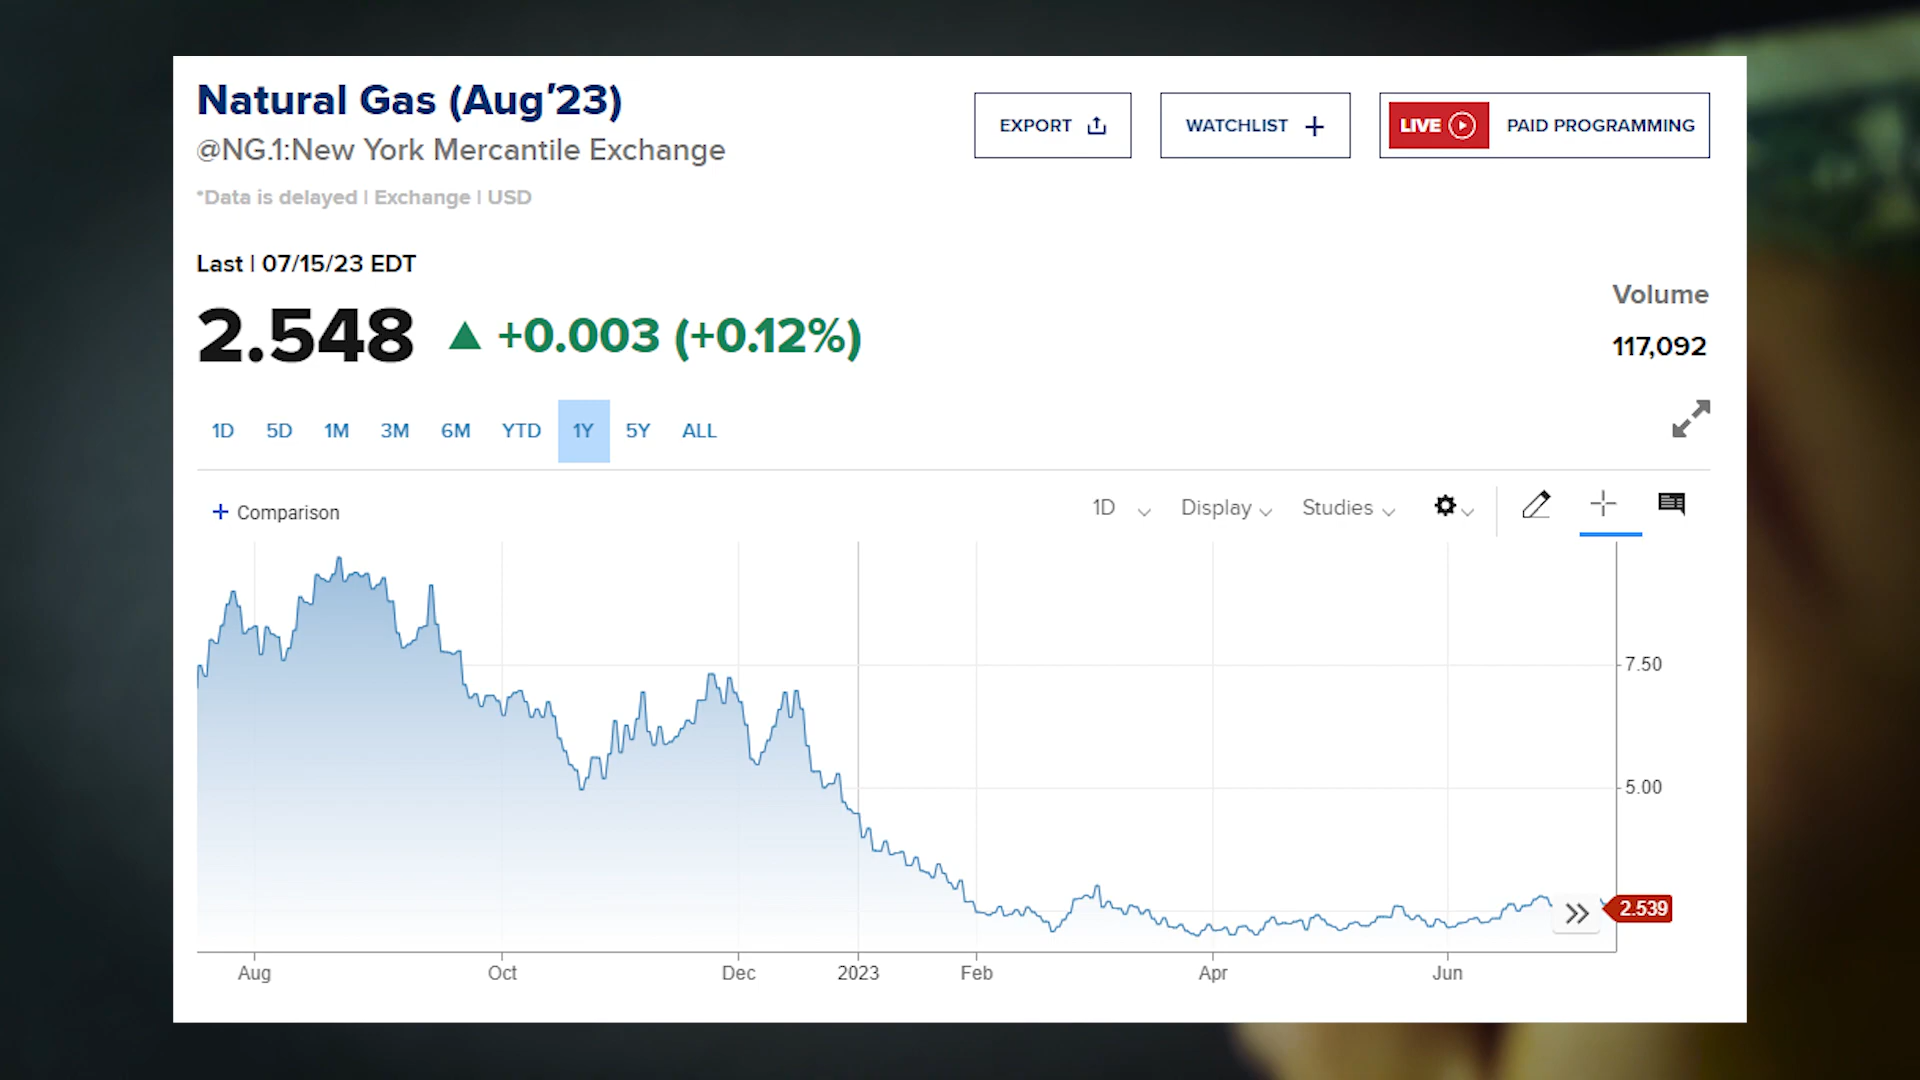 Natural Gas (Aug'23)
@NG.1:New York Mercantile Exchange
*Data is delayed | Exchange | USD
EXPORT
WATCHLIST +
LIVE PAID PROGRAMMING
Last | 07/15/23 EDT
2.548 ▲ +0.003 (+0.12%)
Volume
117,092
1D 5D 1M 3M 6M YTD 1Y 5Y ALL
+ Comparison
1D Display Studies
7.50
5.00
2.539
Aug Oct Dec 2023 Feb Apr Jun